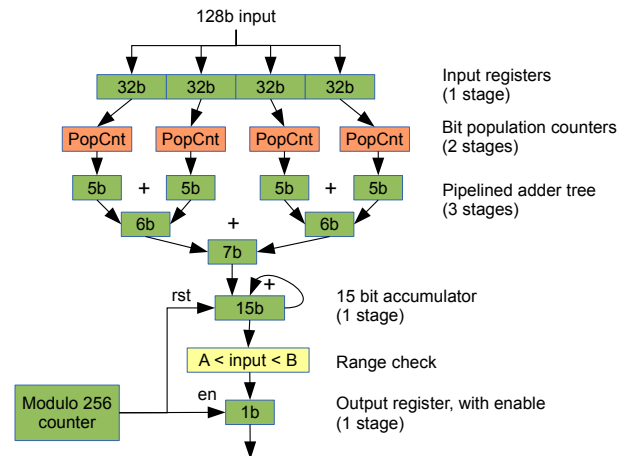 128b input
32b 32b 32b 32b
Input registers
(1 stage)
PopCnt PopCnt PopCnt PopCnt
Bit population counters
(2 stages)
5b + 5b 5b + 5b
Pipelined adder tree
(3 stages)
6b + 6b
7b
rst
+
15b
15 bit accumulator
(1 stage)
A < input < B
Range check
Modulo 256
counter
en
1b
Output register, with enable
(1 stage)